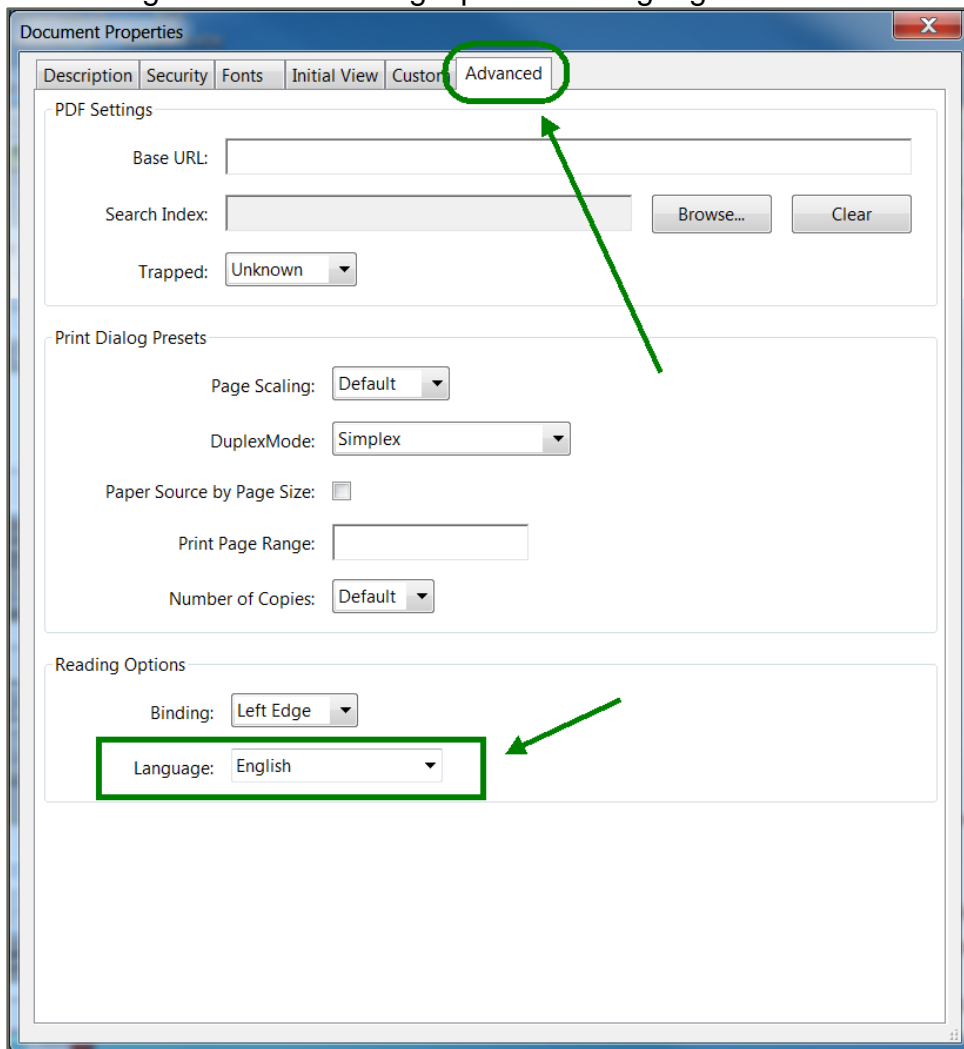 Document Properties
X
Description Security Fonts Initial View Custom Advanced
PDF Settings
Base URL:
Search Index: Browse... Clear
Trapped: Unknown
Print Dialog Presets
Page Scaling: Default
DuplexMode: Simplex
Paper Source by Page Size:
Print Page Range:
Number of Copies: Default
Reading Options
Binding: Left Edge
Language: English